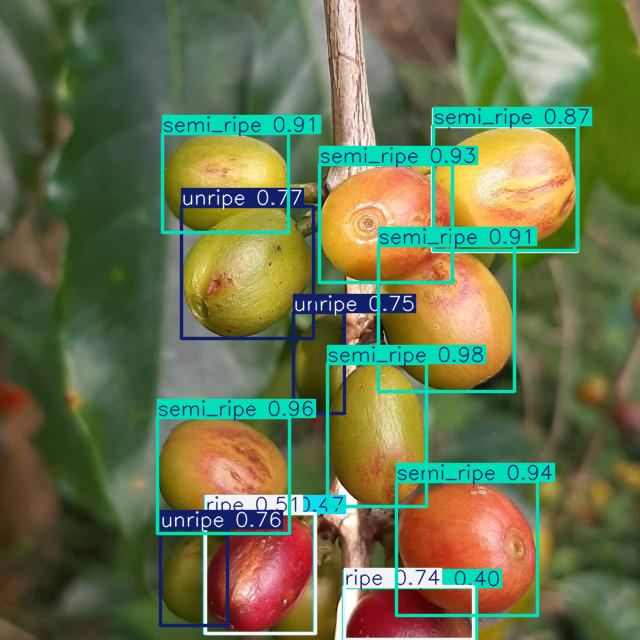 semi_ripe 0.91
semi_ripe 0.87
semi_ripe 0.93
unripe 0.77
semi_ripe 0.91
unripe 0.75
semi_ripe 0.98
semi_ripe 0.96
semi_ripe 0.94
ripe 0.51
0.47
unripe 0.76
ripe 0.74
0.40